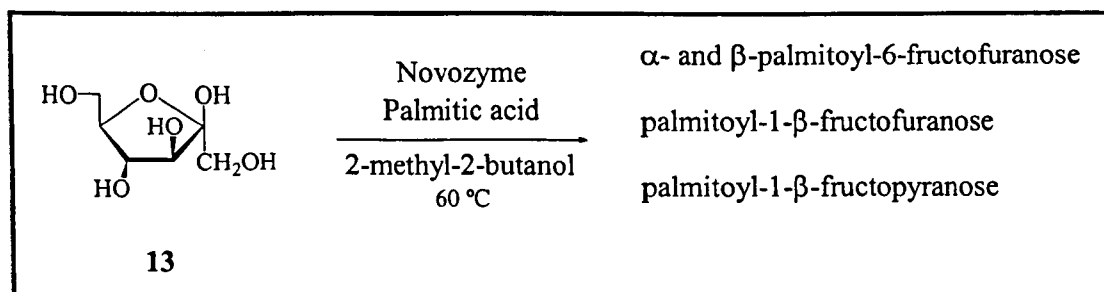 HO
O
OH
HO
CH₂OH
HO
13
Novozyme
Palmitic acid
2-methyl-2-butanol
60 ºC
α- and β-palmitoyl-6-fructofuranose
palmitoyl-1-β-fructofuranose
palmitoyl-1-β-fructopyranose